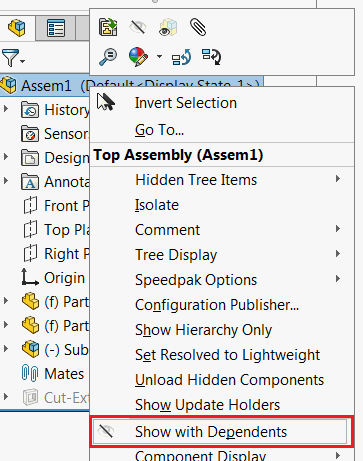 Assem1 (Default<Display State-1>)
History
Invert Selection
Sensor
Go To...
Design
Top Assembly (Assem1)
Annota
Hidden Tree Items
Front P
Isolate
Top Pla
Comment
Right P
Tree Display
Origin
Speedpak Options
(f) Part
Configuration Publisher...
(f) Part
Show Hierarchy Only
(-) Sub
Set Resolved to Lightweight
Mates
Unload Hidden Components
Cut-Ext
Show Update Holders
Show with Dependents
Component Display